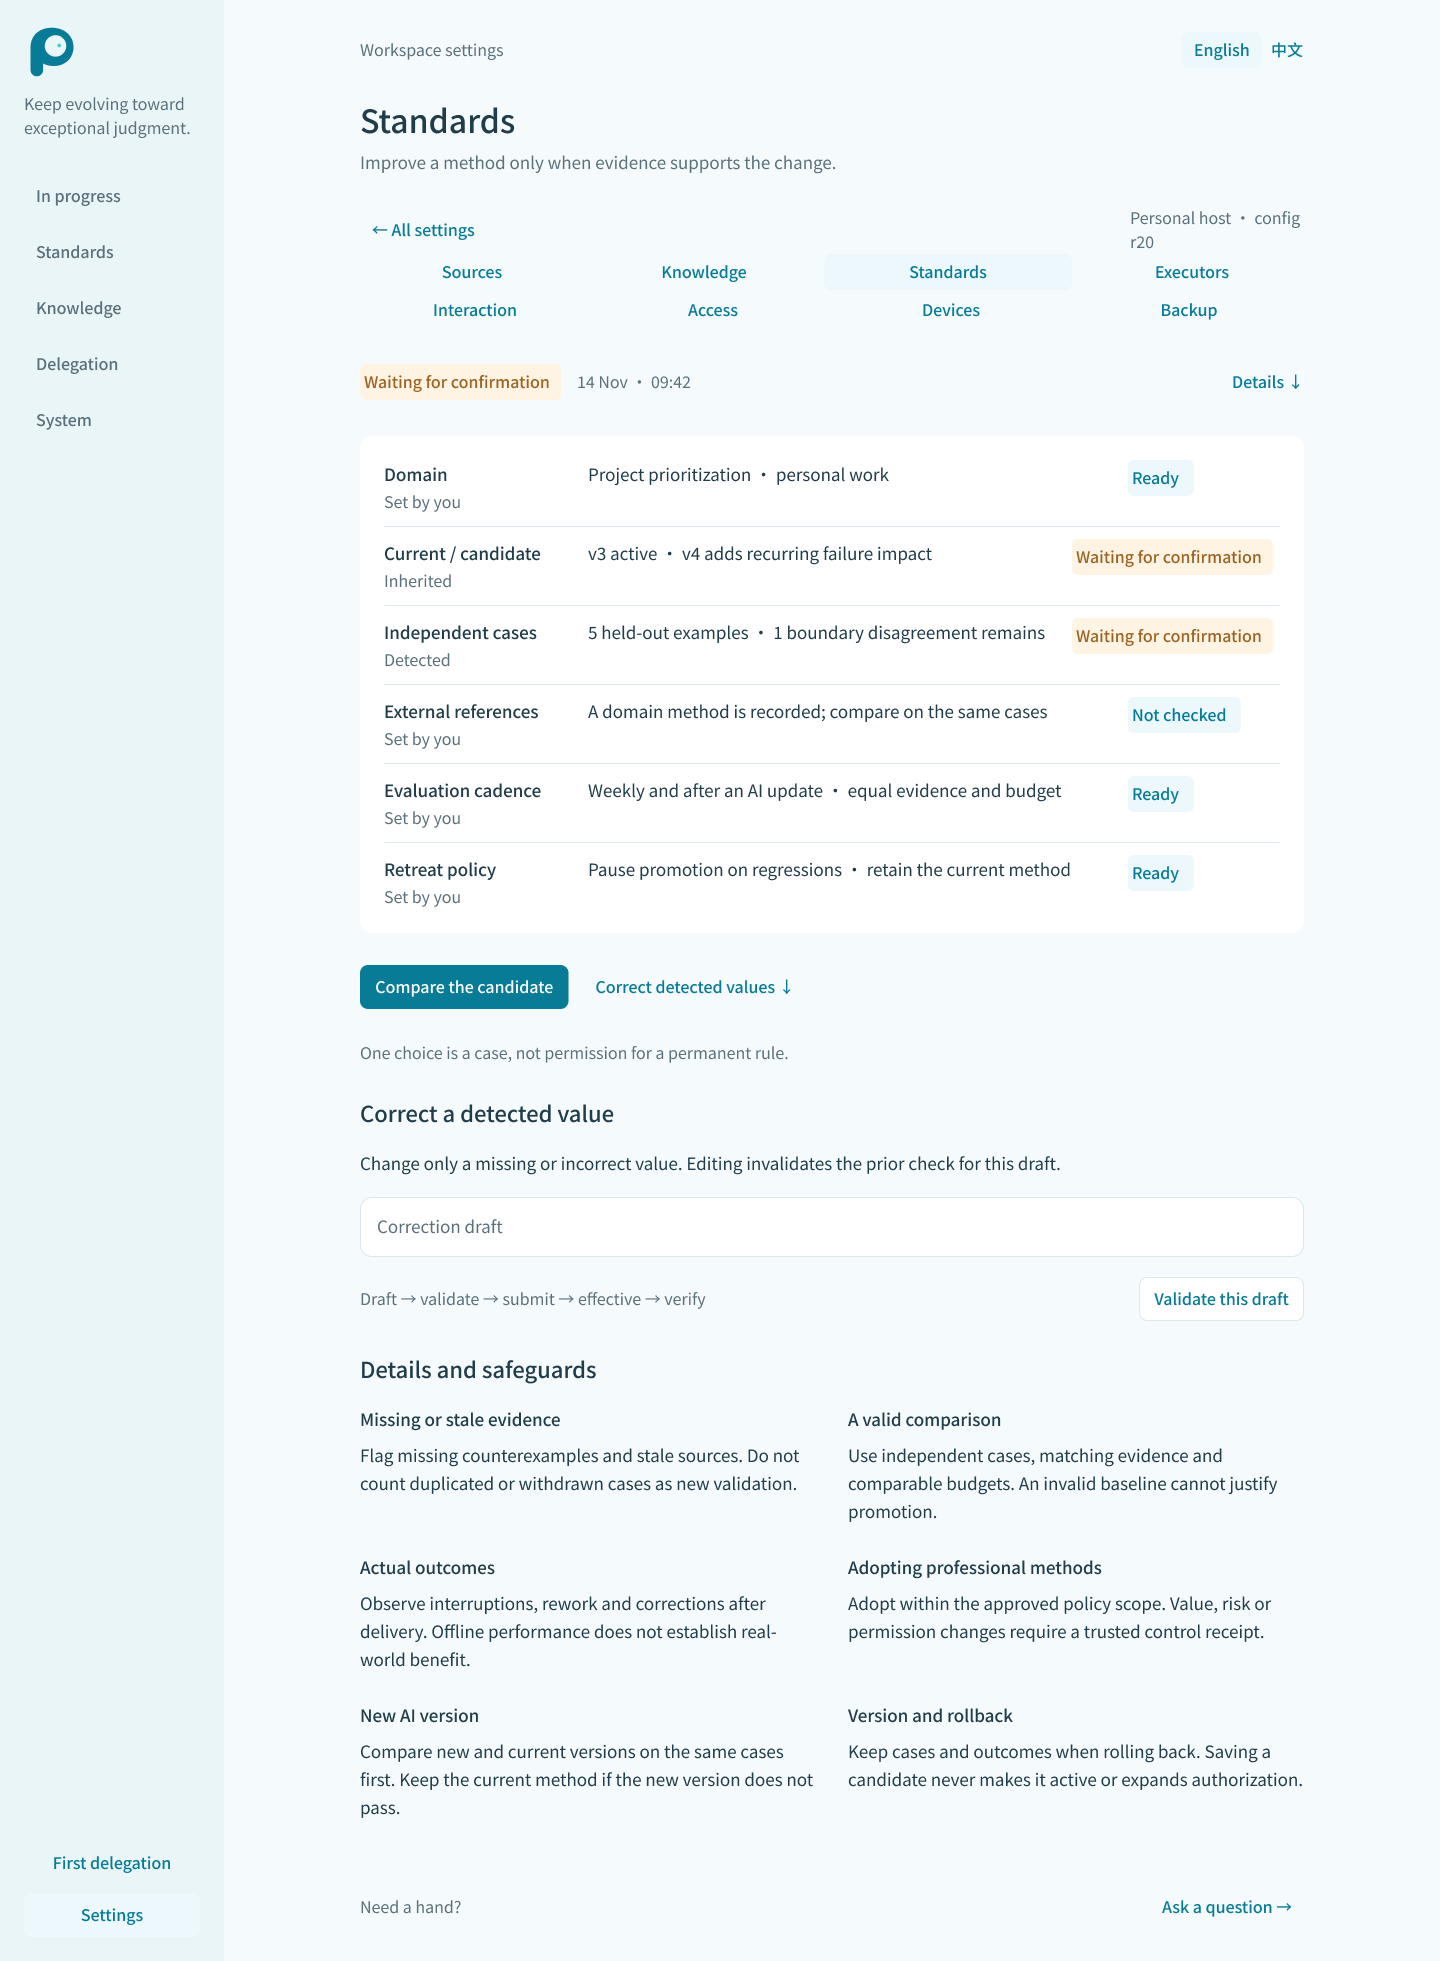 Keep evolving toward
exceptional judgment.
In progress
Standards
Knowledge
Delegation
System
First delegation
Settings
Workspace settings
English 中文
Standards
Improve a method only when evidence supports the change.
← All settings
Personal host • config
r20
Sources Knowledge Standards Executors
Interaction Access Devices Backup
Waiting for confirmation 14 Nov • 09:42 Details ↓
Domain Project prioritization • personal work Ready
Set by you
Current / candidate v3 active • v4 adds recurring failure impact Waiting for confirmation
Inherited
Independent cases 5 held-out examples • 1 boundary disagreement remains Waiting for confirmation
Detected
External references A domain method is recorded; compare on the same cases Not checked
Set by you
Evaluation cadence Weekly and after an AI update • equal evidence and budget Ready
Set by you
Retreat policy Pause promotion on regressions • retain the current method Ready
Set by you
Compare the candidate Correct detected values ↓
One choice is a case, not permission for a permanent rule.
Correct a detected value
Change only a missing or incorrect value. Editing invalidates the prior check for this draft.
Correction draft
Draft → validate → submit → effective → verify Validate this draft
Details and safeguards
Missing or stale evidence
Flag missing counterexamples and stale sources. Do not
count duplicated or withdrawn cases as new validation.
A valid comparison
Use independent cases, matching evidence and
comparable budgets. An invalid baseline cannot justify
promotion.
Actual outcomes
Observe interruptions, rework and corrections after
delivery. Offline performance does not establish real-
world benefit.
Adopting professional methods
Adopt within the approved policy scope. Value, risk or
permission changes require a trusted control receipt.
New AI version
Compare new and current versions on the same cases
first. Keep the current method if the new version does not
pass.
Version and rollback
Keep cases and outcomes when rolling back. Saving a
candidate never makes it active or expands authorization.
Need a hand? Ask a question →